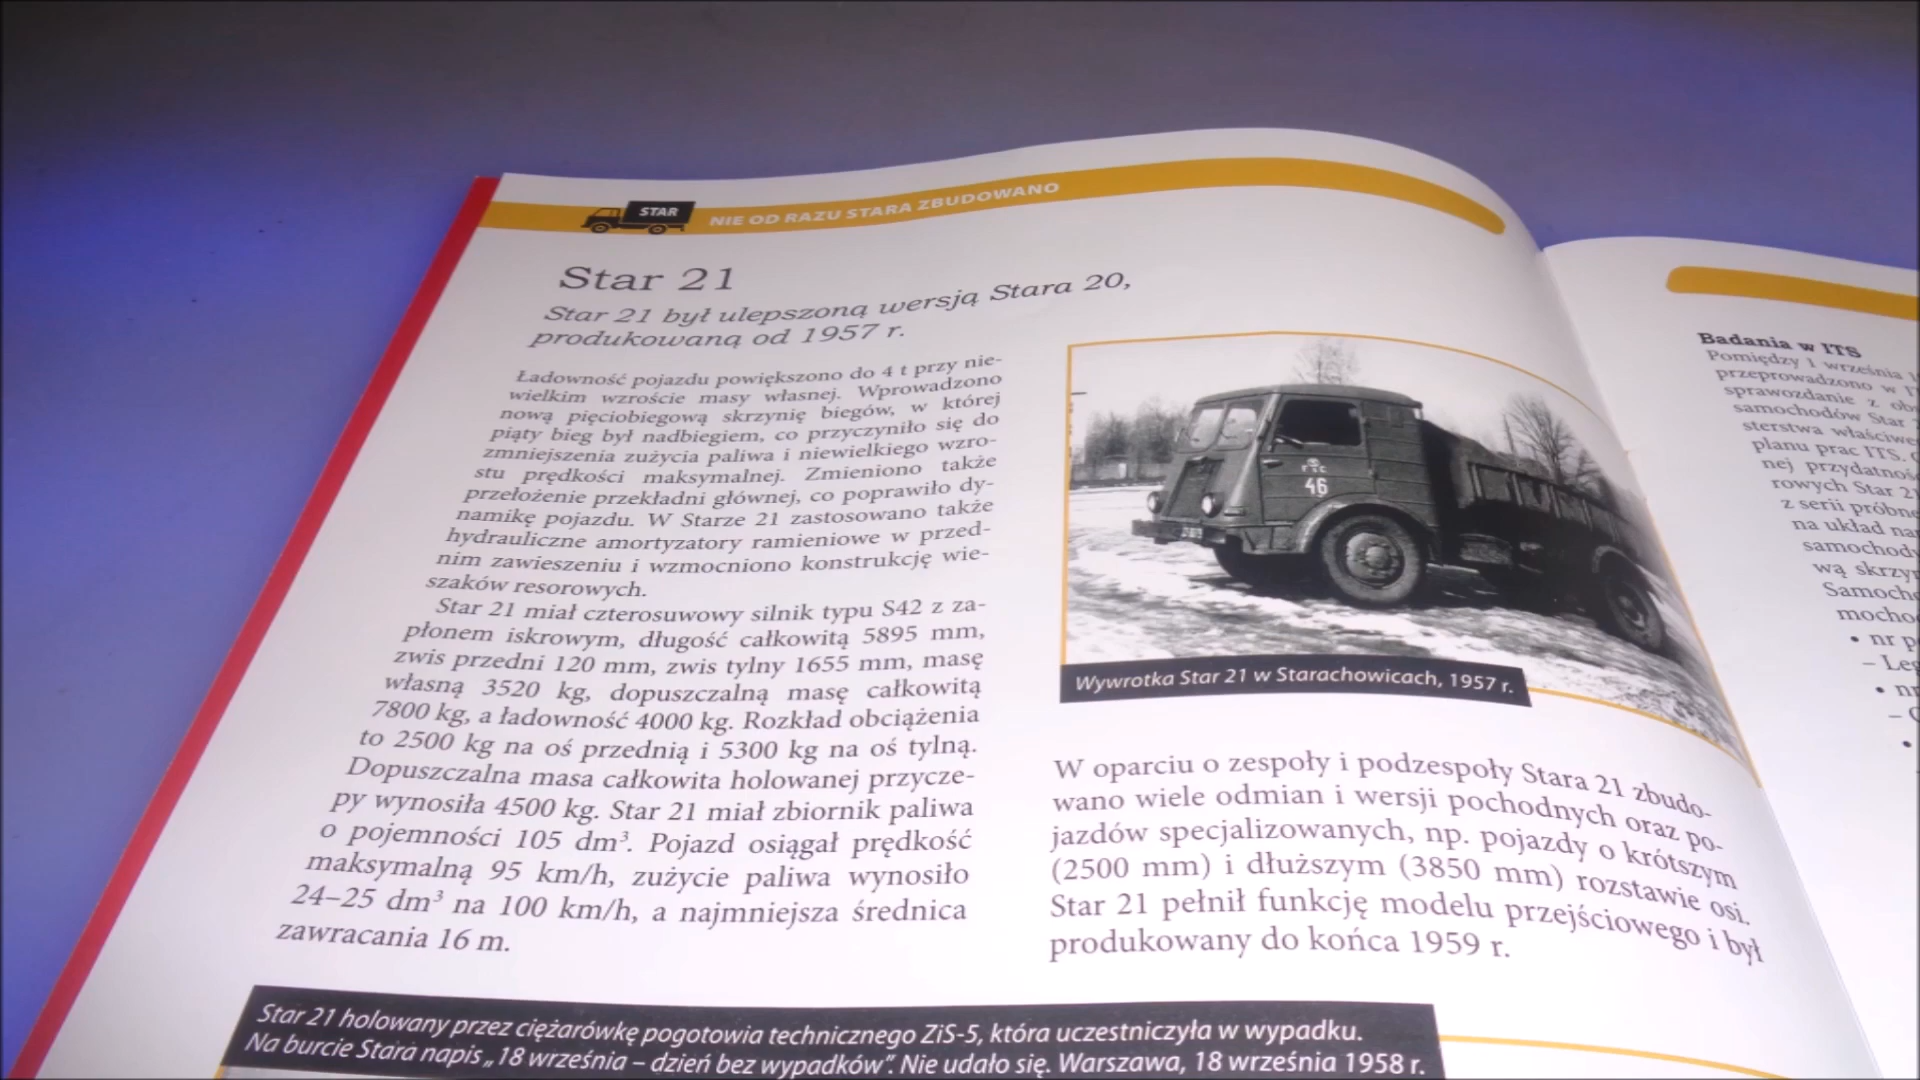 STAR
NIE OD RAZU STARA ZBUDOWANO
Star 21
Star 21 był ulepszoną wersją Stara 20,
produkowaną od 1957 r.
Ładowność pojazdu powiększono do 4 t przy nie-
wielkim wzroście masy własnej. Wprowadzono
nową pięciobiegową skrzynię biegów, w której
piąty bieg był nadbiegiem, co przyczyniło się do
zmniejszenia zużycia paliwa i niewielkiego wzro-
stu prędkości maksymalnej. Zmieniono także
przełożenie przekładni głównej, co poprawiło dy-
namikę pojazdu. W Starze 21 zastosowano także
hydrauliczne amortyzatory ramieniowe w przed-
nim zawieszeniu i wzmocniono konstrukcję wie-
szaków resorowych.
Star 21 miał czterosuwowy silnik typu S42 z za-
płonem iskrowym, długość całkowitą 5895 mm,
zwis przedni 120 mm, zwis tylny 1655 mm, masę
własną 3520 kg, dopuszczalną masę całkowitą
7800 kg, a ładowność 4000 kg. Rozkład obciążenia
to 2500 kg na oś przednią i 5300 kg na oś tylną.
Dopuszczalna masa całkowita holowanej przycze-
py wynosiła 4500 kg. Star 21 miał zbiornik paliwa
o pojemności 105 dm³. Pojazd osiągał prędkość
maksymalną 95 km/h, zużycie paliwa wynosiło
24–25 dm³ na 100 km/h, a najmniejsza średnica
zawracania 16 m.
FSC
46
Wywrotka Star 21 w Starachowicach, 1957 r.
W oparciu o zespoły i podzespoły Stara 21 zbudo-
wano wiele odmian i wersji pochodnych oraz po-
jazdów specjalizowanych, np. pojazdy o krótszym
(2500 mm) i dłuższym (3850 mm) rozstawie osi.
Star 21 pełnił funkcję modelu przejściowego i był
produkowany do końca 1959 r.
Star 21 holowany przez ciężarówkę pogotowia technicznego ZiS-5, która uczestniczyła w wypadku.
Na burcie Stara napis „18 września – dzień bez wypadków”. Nie udało się. Warszawa, 18 września 1958 r.
Badania w ITS
Pomiędzy 1 września
przeprowadzono w
sprawozdanie z
samochodów Star
sterstwa
planu prac ITS.
nej
rowych Star
z serii
na układ
samochod
wą
Samoch
mocho
• nr
–
•
–
•